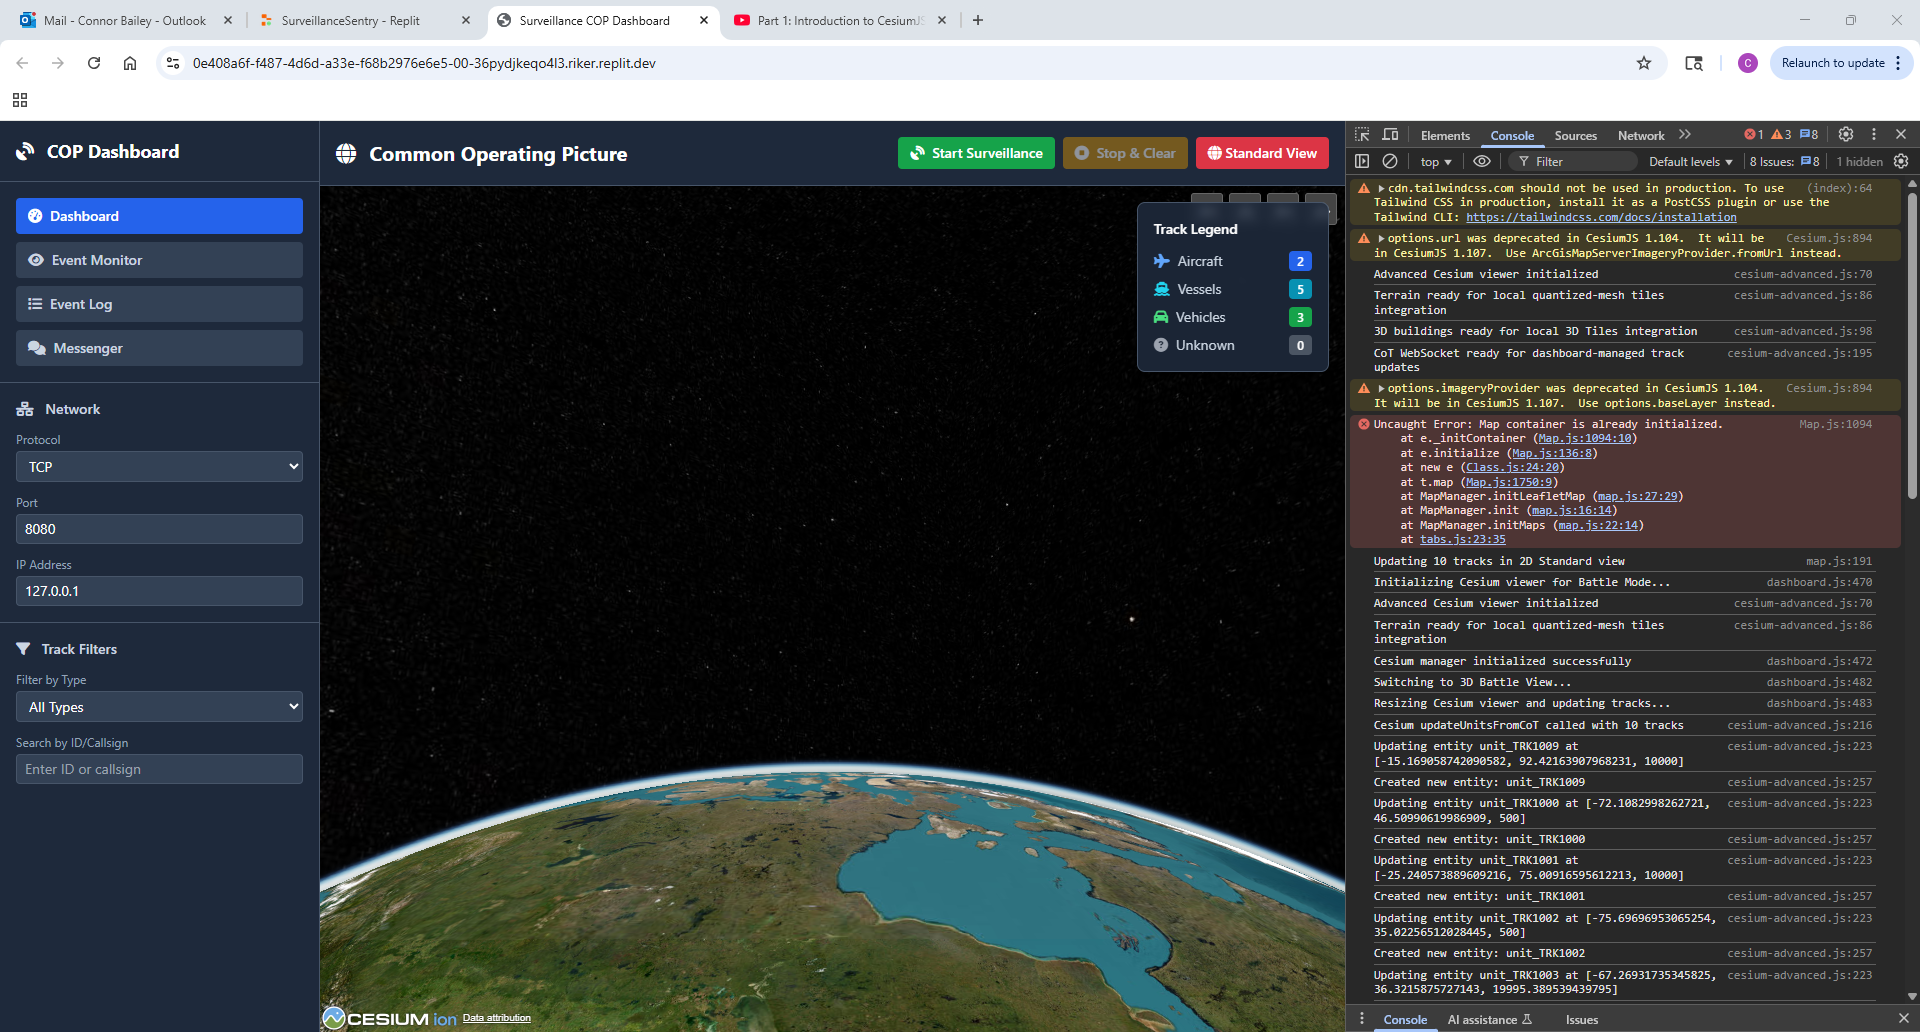 Mail - Connor Bailey - Outlook
SurveillanceSentry - Replit
Surveillance COP Dashboard
Part 1: Introduction to CesiumJS
0e408a6f-f487-4d6d-a33e-f68b2976e6e5-00-36pydjkeqo4l3.riker.replit.dev
C
Relaunch to update
COP Dashboard
Dashboard
Event Monitor
Event Log
Messenger
Network
Protocol
TCP
Port
8080
IP Address
127.0.0.1
Track Filters
Filter by Type
All Types
Search by ID/Callsign
Enter ID or callsign
Common Operating Picture
Start Surveillance
Stop & Clear
Standard View
Track Legend
Aircraft 2
Vessels 5
Vehicles 3
Unknown 0
CESIUM ion Data attribution
Elements Console Sources Network 1 3 8
top Filter Default levels 8 Issues: 8 1 hidden
cdn.tailwindcss.com should not be used in production. To use (index):64
Tailwind CSS in production, install it as a PostCSS plugin or use the
Tailwind CLI: https://tailwindcss.com/docs/installation
options.url was deprecated in CesiumJS 1.104. It will be Cesium.js:894
in CesiumJS 1.107. Use ArcGisMapServerImageryProvider.fromUrl instead.
Advanced Cesium viewer initialized cesium-advanced.js:70
Terrain ready for local quantized-mesh tiles cesium-advanced.js:86
integration
3D buildings ready for local 3D Tiles integration cesium-advanced.js:98
CoT WebSocket ready for dashboard-managed track cesium-advanced.js:195
updates
options.imageryProvider was deprecated in CesiumJS 1.104. Cesium.js:894
It will be in CesiumJS 1.107. Use options.baseLayer instead.
Uncaught Error: Map container is already initialized. Map.js:1094
at e._initContainer (Map.js:1094:10)
at e.initialize (Map.js:136:8)
at new e (Class.js:24:20)
at t.map (Map.js:1750:9)
at MapManager.initLeafletMap (map.js:27:29)
at MapManager.init (map.js:16:14)
at MapManager.initMaps (map.js:22:14)
at tabs.js:23:35
Updating 10 tracks in 2D Standard view map.js:191
Initializing Cesium viewer for Battle Mode... dashboard.js:470
Advanced Cesium viewer initialized cesium-advanced.js:70
Terrain ready for local quantized-mesh tiles cesium-advanced.js:86
integration
Cesium manager initialized successfully dashboard.js:472
Switching to 3D Battle View... dashboard.js:482
Resizing Cesium viewer and updating tracks... dashboard.js:483
Cesium updateUnitsFromCoT called with 10 tracks cesium-advanced.js:216
Updating entity unit_TRK1009 at cesium-advanced.js:223
[-15.169058742090582, 92.42163907968231, 10000]
Created new entity: unit_TRK1009 cesium-advanced.js:257
Updating entity unit_TRK1000 at [-72.1082998262721, cesium-advanced.js:223
46.50990619986909, 500]
Created new entity: unit_TRK1000 cesium-advanced.js:257
Updating entity unit_TRK1001 at cesium-advanced.js:223
[-25.240573889609216, 75.00916595612213, 10000]
Created new entity: unit_TRK1001 cesium-advanced.js:257
Updating entity unit_TRK1002 at [-75.69696953065254, cesium-advanced.js:223
35.02256512028445, 500]
Created new entity: unit_TRK1002 cesium-advanced.js:257
Updating entity unit_TRK1003 at [-67.26931735345825, cesium-advanced.js:223
36.3215875727143, 19995.389539439795]
Console AI assistance Issues